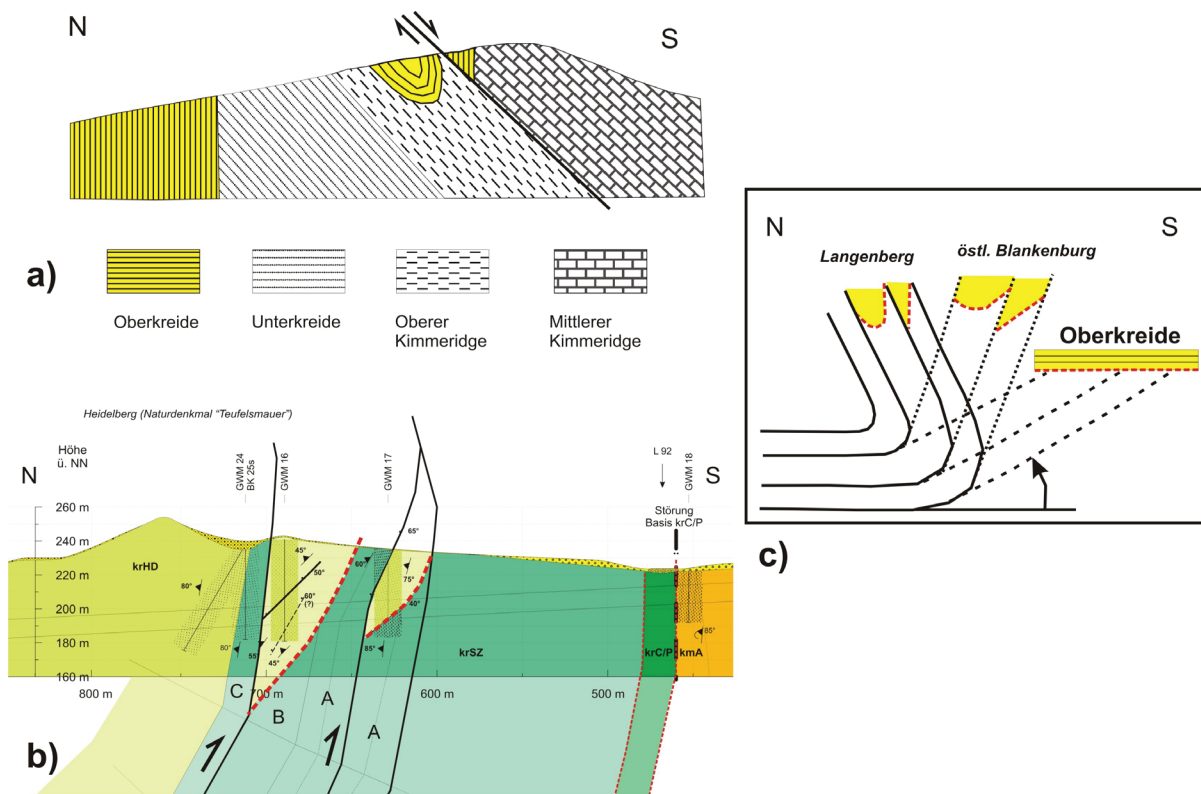 N
S
a)
Oberkreide
Unterkreide
Oberer
Kimmeridge
Mittlerer
Kimmeridge
N
S
Langenberg
östl. Blankenburg
Oberkreide
c)
Heidelberg (Naturdenkmal "Teufelsmauer")
Höhe
ü. NN
N
GWM 24
BK 25s
GWM 16
GWM 17
L 92
GWM 18
S
Störung
Basis krC/P
260 m
240 m
220 m
200 m
180 m
160 m
krHD
80°
80°
55°
45°
50°
60°
(?)
45°
60°
65°
75°
40°
85°
krSZ
krC/P
kmA
85°
800 m
700 m
600 m
500 m
C
B
A
A
b)